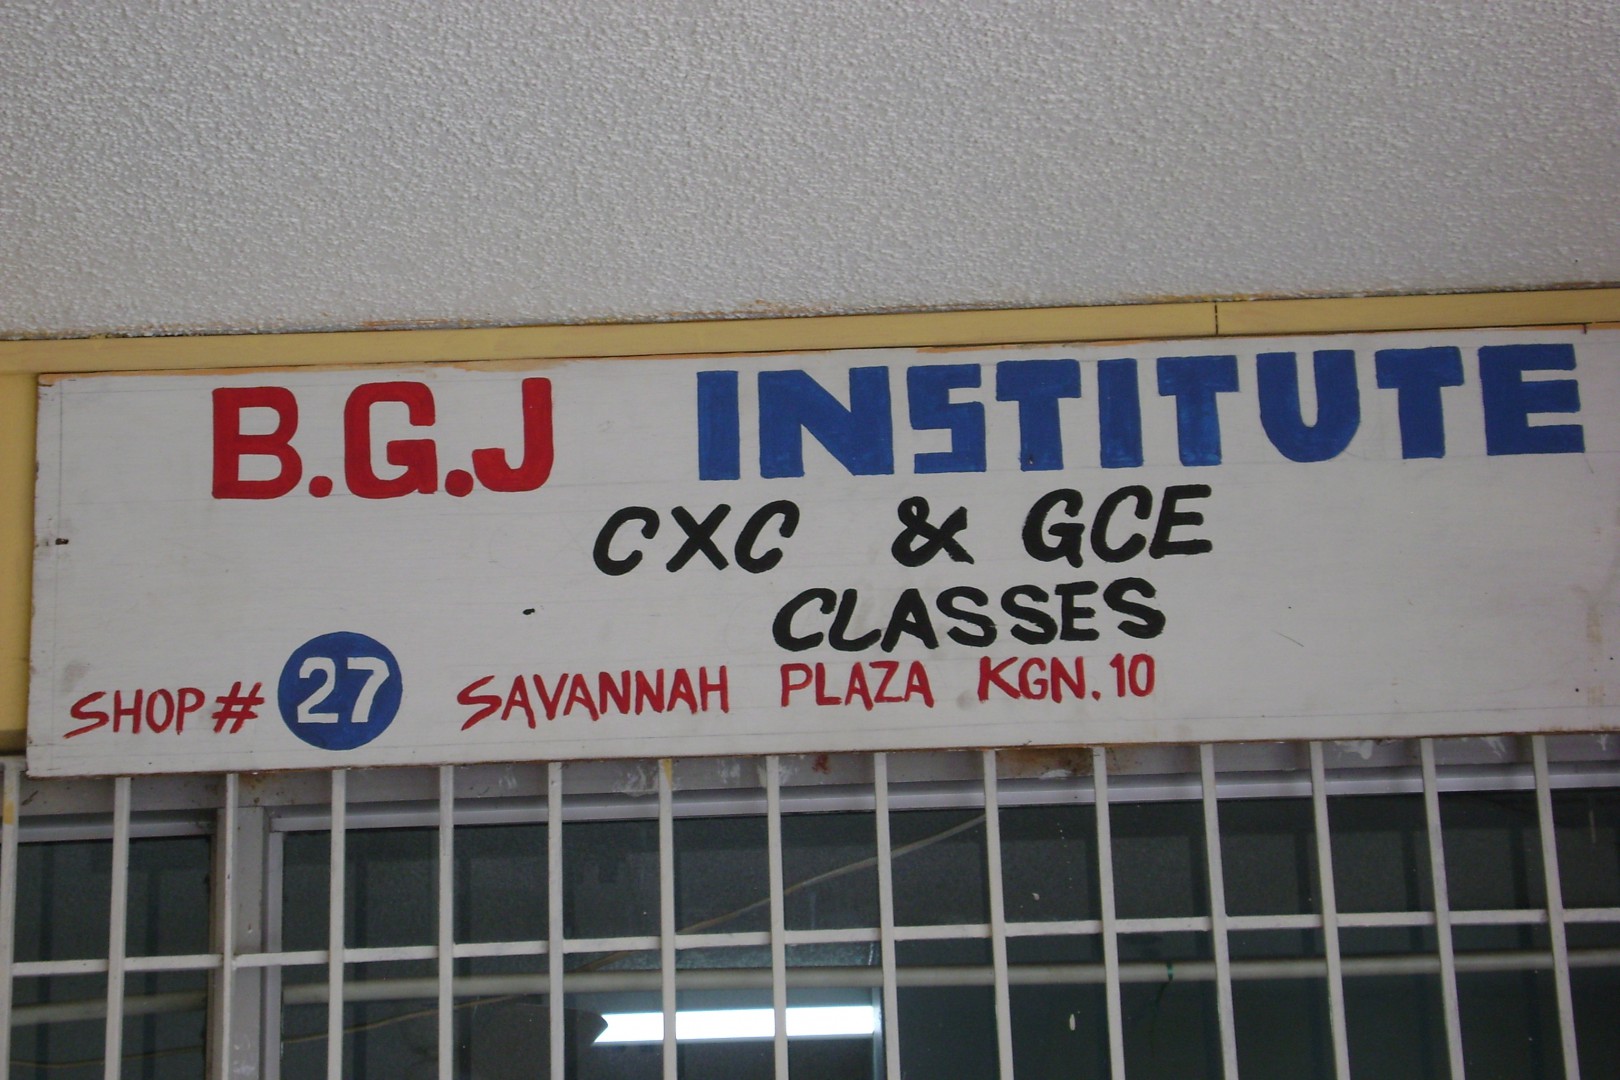 B.G.J INSTITUTE
CXC & GCE
CLASSES
SHOP # 27 SAVANNAH PLAZA KGN. 10